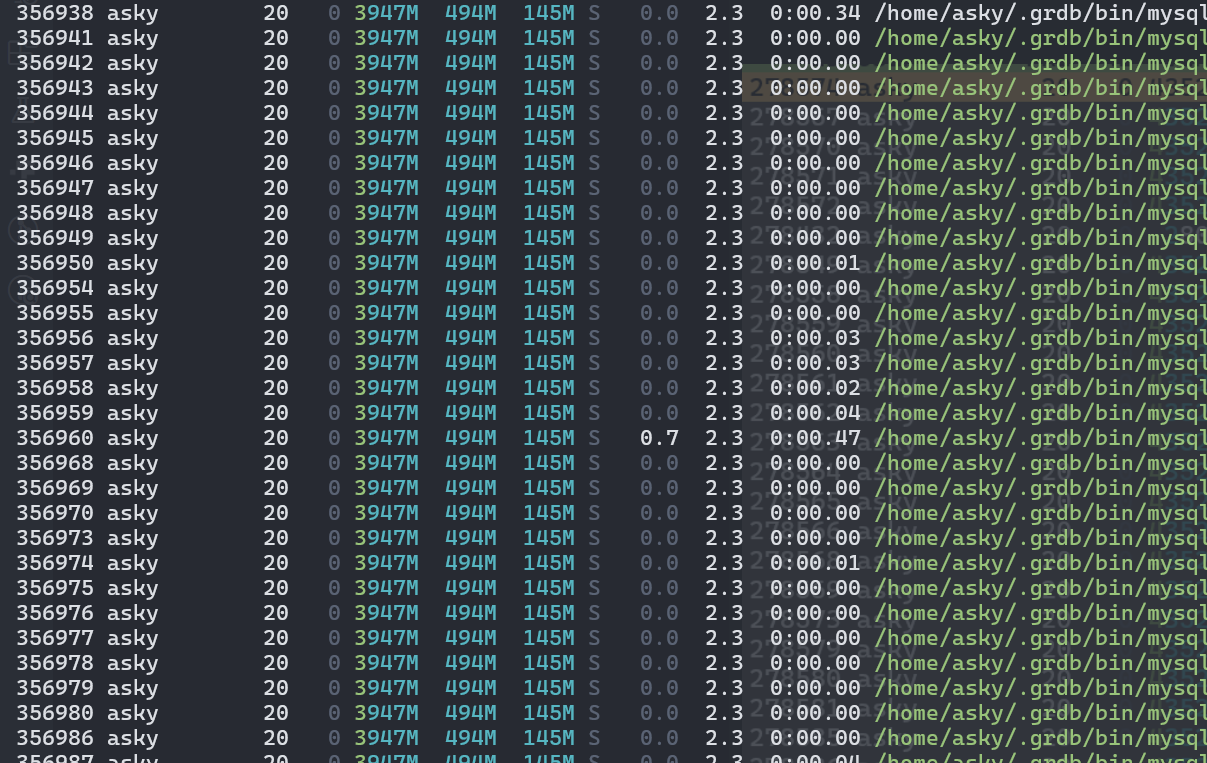 356938 asky 20 0 3947M 494M 145M S 0.0 2.3 0:00.34 /home/asky/.grdb/bin/mysql
356941 asky 20 0 3947M 494M 145M S 0.0 2.3 0:00.00 /home/asky/.grdb/bin/mysql
356942 asky 20 0 3947M 494M 145M S 0.0 2.3 0:00.00 /home/asky/.grdb/bin/mysql
356943 asky 20 0 3947M 494M 145M S 0.0 2.3 0:00.00 /home/asky/.grdb/bin/mysql
356944 asky 20 0 3947M 494M 145M S 0.0 2.3 0:00.00 /home/asky/.grdb/bin/mysql
356945 asky 20 0 3947M 494M 145M S 0.0 2.3 0:00.00 /home/asky/.grdb/bin/mysql
356946 asky 20 0 3947M 494M 145M S 0.0 2.3 0:00.00 /home/asky/.grdb/bin/mysql
356947 asky 20 0 3947M 494M 145M S 0.0 2.3 0:00.00 /home/asky/.grdb/bin/mysql
356948 asky 20 0 3947M 494M 145M S 0.0 2.3 0:00.00 /home/asky/.grdb/bin/mysql
356949 asky 20 0 3947M 494M 145M S 0.0 2.3 0:00.00 /home/asky/.grdb/bin/mysql
356950 asky 20 0 3947M 494M 145M S 0.0 2.3 0:00.01 /home/asky/.grdb/bin/mysql
356954 asky 20 0 3947M 494M 145M S 0.0 2.3 0:00.00 /home/asky/.grdb/bin/mysql
356955 asky 20 0 3947M 494M 145M S 0.0 2.3 0:00.00 /home/asky/.grdb/bin/mysql
356956 asky 20 0 3947M 494M 145M S 0.0 2.3 0:00.03 /home/asky/.grdb/bin/mysql
356957 asky 20 0 3947M 494M 145M S 0.0 2.3 0:00.03 /home/asky/.grdb/bin/mysql
356958 asky 20 0 3947M 494M 145M S 0.0 2.3 0:00.02 /home/asky/.grdb/bin/mysql
356959 asky 20 0 3947M 494M 145M S 0.0 2.3 0:00.04 /home/asky/.grdb/bin/mysql
356960 asky 20 0 3947M 494M 145M S 0.7 2.3 0:00.47 /home/asky/.grdb/bin/mysql
356968 asky 20 0 3947M 494M 145M S 0.0 2.3 0:00.00 /home/asky/.grdb/bin/mysql
356969 asky 20 0 3947M 494M 145M S 0.0 2.3 0:00.00 /home/asky/.grdb/bin/mysql
356970 asky 20 0 3947M 494M 145M S 0.0 2.3 0:00.00 /home/asky/.grdb/bin/mysql
356973 asky 20 0 3947M 494M 145M S 0.0 2.3 0:00.00 /home/asky/.grdb/bin/mysql
356974 asky 20 0 3947M 494M 145M S 0.0 2.3 0:00.01 /home/asky/.grdb/bin/mysql
356975 asky 20 0 3947M 494M 145M S 0.0 2.3 0:00.00 /home/asky/.grdb/bin/mysql
356976 asky 20 0 3947M 494M 145M S 0.0 2.3 0:00.00 /home/asky/.grdb/bin/mysql
356977 asky 20 0 3947M 494M 145M S 0.0 2.3 0:00.00 /home/asky/.grdb/bin/mysql
356978 asky 20 0 3947M 494M 145M S 0.0 2.3 0:00.00 /home/asky/.grdb/bin/mysql
356979 asky 20 0 3947M 494M 145M S 0.0 2.3 0:00.00 /home/asky/.grdb/bin/mysql
356980 asky 20 0 3947M 494M 145M S 0.0 2.3 0:00.00 /home/asky/.grdb/bin/mysql
356986 asky 20 0 3947M 494M 145M S 0.0 2.3 0:00.00 /home/asky/.grdb/bin/mysql
356987 asky 20 0 3947M 494M 145M S 0.0 2.3 0:00.04 /home/asky/.grdb/bin/mysql